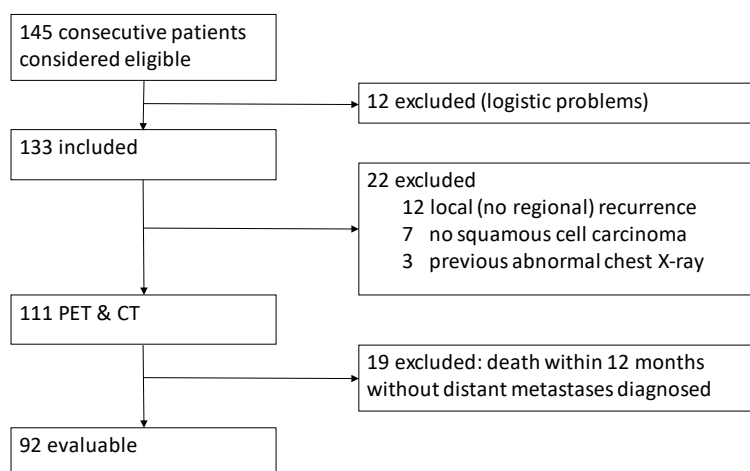 145 consecutive patients
considered eligible
12 excluded (logistic problems)
133 included
22 excluded
12 local (no regional) recurrence
7 no squamous cell carcinoma
3 previous abnormal chest X-ray
111 PET & CT
19 excluded: death within 12 months
without distant metastases diagnosed
92 evaluable